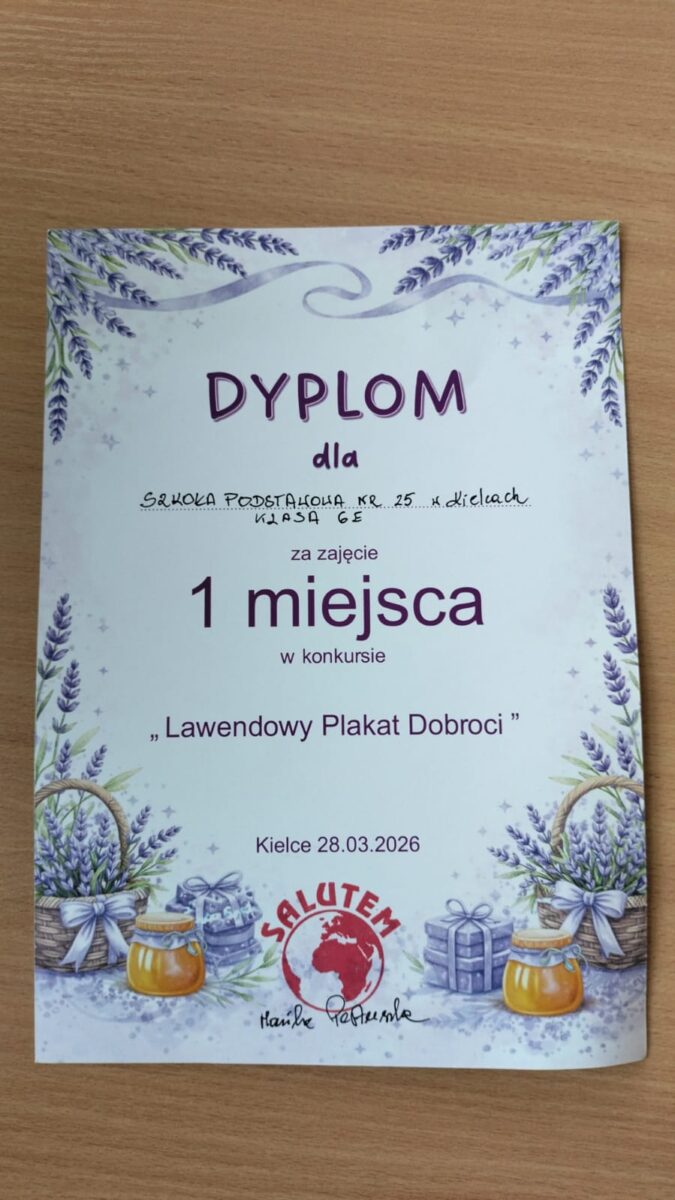 DYPLOM
dla
SZKOŁA PODSTAWOWA NR 25 w Kielcach
KLASA 6E
za zajęcie
1 miejsca
w konkursie
„ Lawendowy Plakat Dobroci ”
Kielce 28.03.2026
SALUTEM